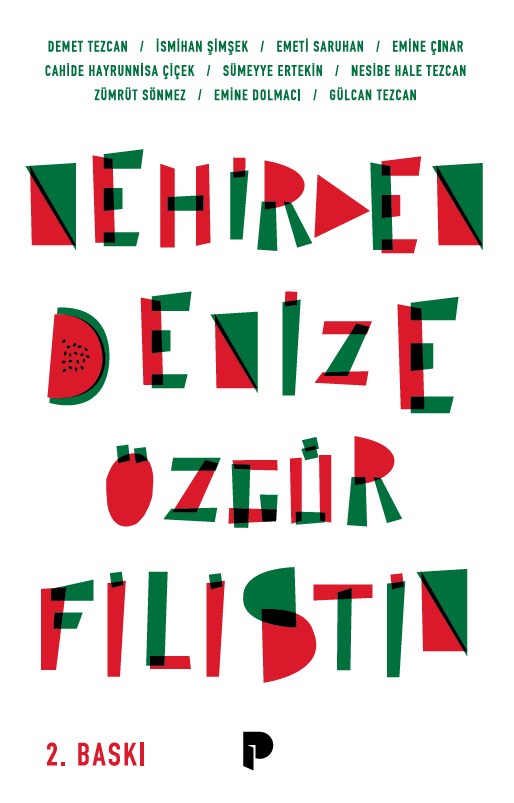 DEMET TEZCAN / İSMİHAN ŞİMŞEK / EMETİ SARUHAN / EMİNE ÇINAR
CAHİDE HAYRUNNİSA ÇİÇEK / SÜMEYYE ERTEKİN / NESİBE HALE TEZCAN
ZÜMRÜT SÖNMEZ / EMİNE DOLMACI / GÜLCAN TEZCAN
NEHİRDEN
DENİZE
ÖZGÜR
FİLİSTİN
2. BASKI
P